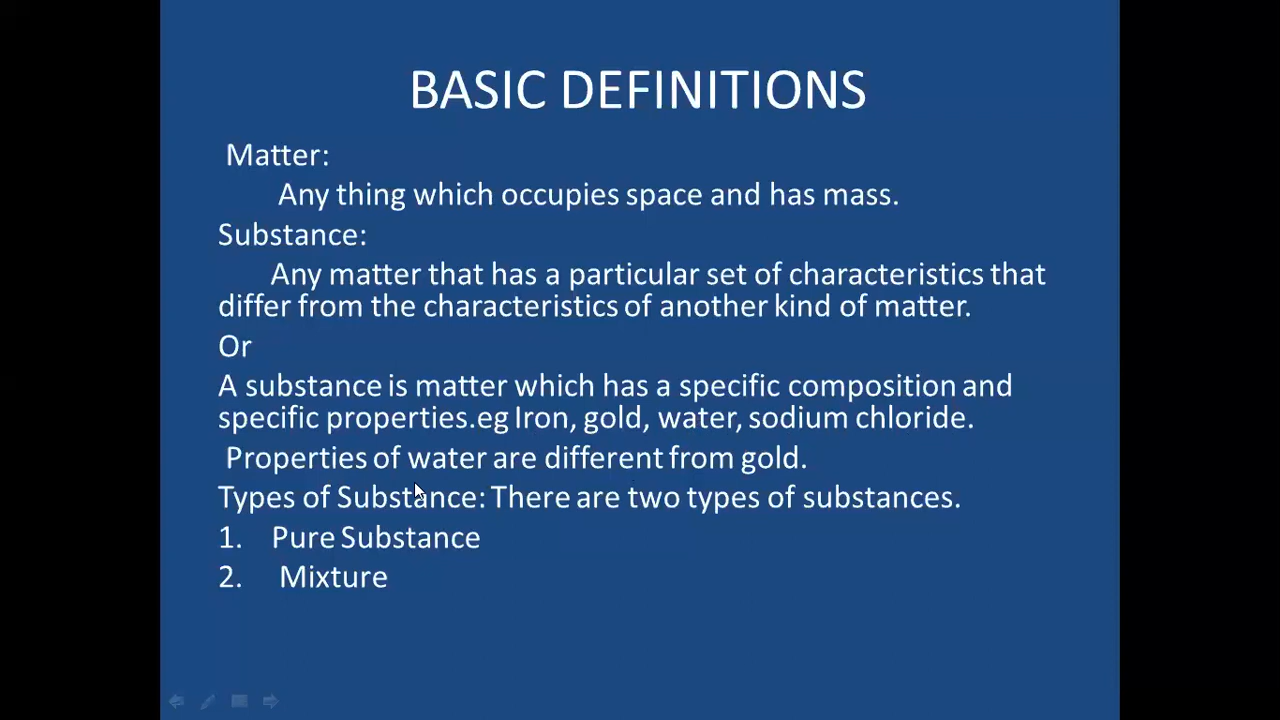 BASIC DEFINITIONS
Matter:
Any thing which occupies space and has mass.
Substance:
Any matter that has a particular set of characteristics that
differ from the characteristics of another kind of matter.
Or
A substance is matter which has a specific composition and
specific properties.eg Iron, gold, water, sodium chloride.
Properties of water are different from gold.
Types of Substance: There are two types of substances.
1. Pure Substance
2. Mixture